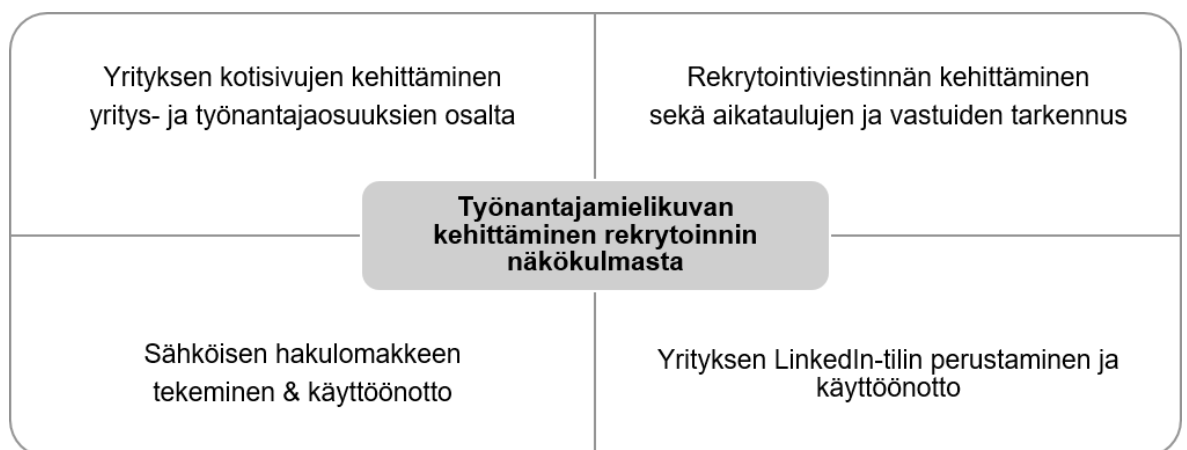 Yrityksen kotisivujen kehittäminen
yritys- ja työnantajaosuuksien osalta
Rekrytointiviestinnän kehittäminen
sekä aikataulujen ja vastuiden tarkennus
Työnantajamielikuvan
kehittäminen rekrytoinnin
näkökulmasta
Sähköisen hakulomakkeen
tekeminen & käyttöönotto
Yrityksen LinkedIn-tilin perustaminen ja
käyttöönotto